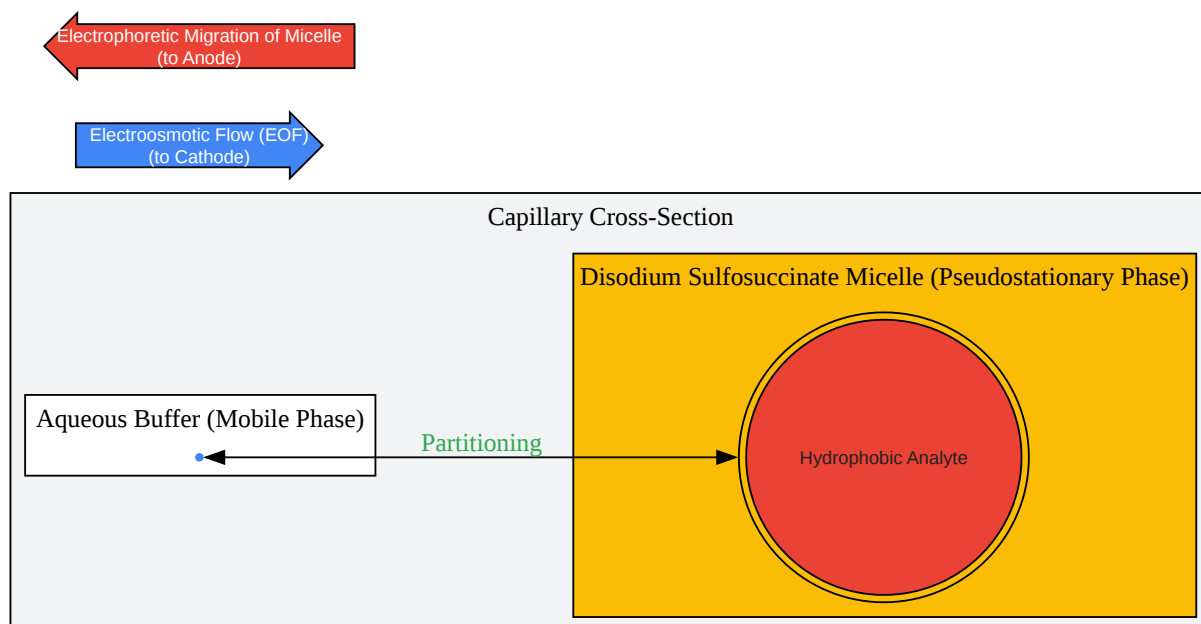 Electrophoretic Migration of Micelle
(to Anode)
Electroosmotic Flow (EOF)
(to Cathode)
Capillary Cross-Section
Disodium Sulfosuccinate Micelle (Pseudostationary Phase)
Aqueous Buffer (Mobile Phase)
Partitioning
Hydrophobic Analyte